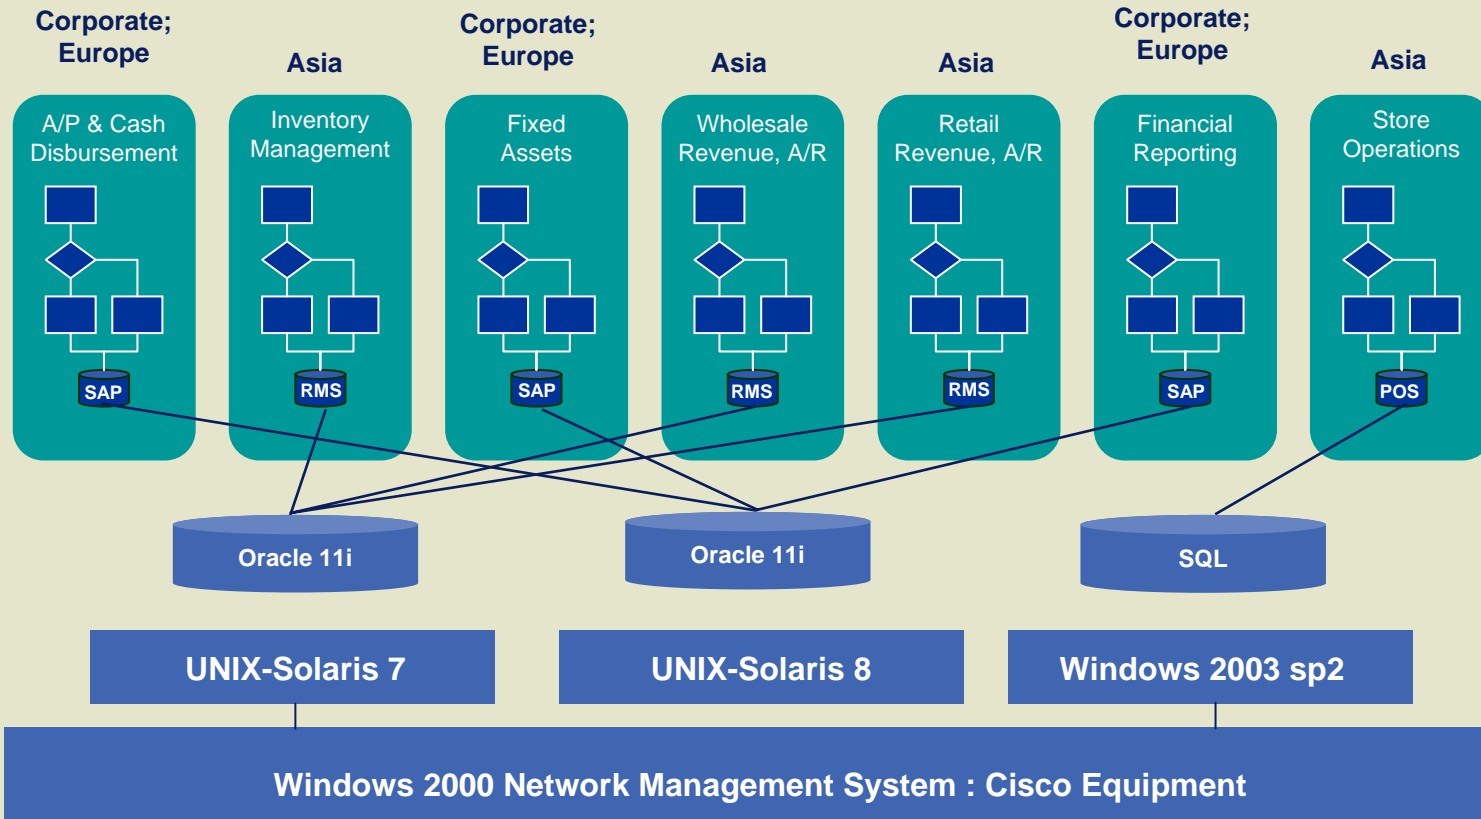 Corporate;
Europe
Asia
Corporate;
Europe
Asia
Asia
Corporate;
Europe
Asia
A/P & Cash
Disbursement
Inventory
Management
Fixed
Assets
Wholesale
Revenue, A/R
Retail
Revenue, A/R
Financial
Reporting
Store
Operations
SAP
RMS
SAP
RMS
RMS
SAP
POS
Oracle 11i
Oracle 11i
SQL
UNIX-Solaris 7
UNIX-Solaris 8
Windows 2003 sp2
Windows 2000 Network Management System : Cisco Equipment